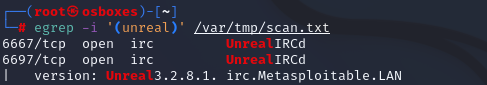 ┌──(root㉿osboxes)-[~]
└─# egrep -i '(unreal)' /var/tmp/scan.txt
6667/tcp  open  irc         UnrealIRCd
6697/tcp  open  irc         UnrealIRCd
|   version: Unreal3.2.8.1. irc.Metasploitable.LAN